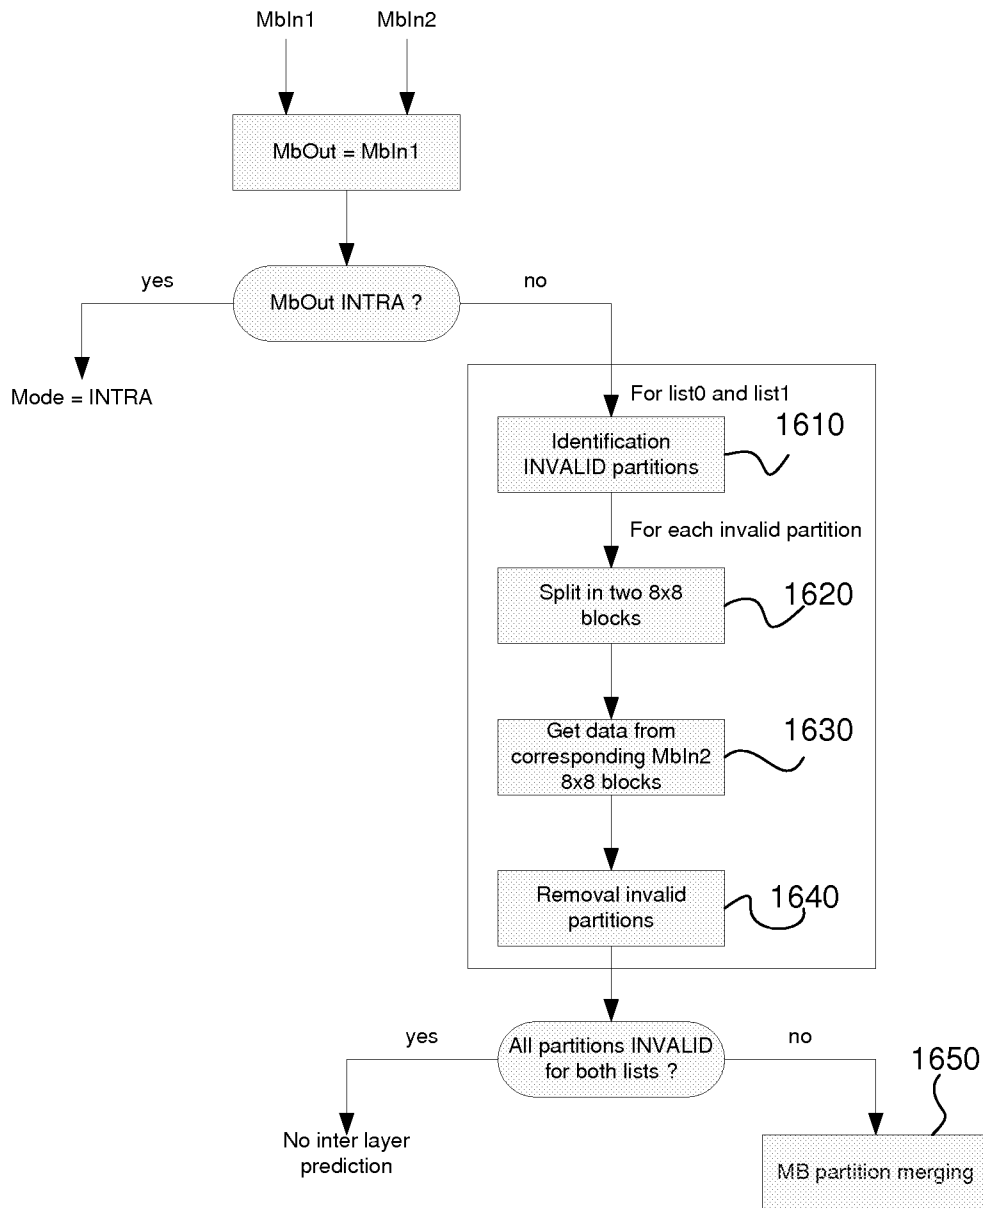 MbIn1
MbIn2
MbOut = MbIn1
yes
MbOut INTRA ?
no
Mode = INTRA
For list0 and list1
Identification
INVALID partitions
1610
For each invalid partition
Split in two 8x8
blocks
1620
Get data from
corresponding MbIn2
8x8 blocks
1630
Removal invalid
partitions
1640
yes
All partitions INVALID
for both lists ?
no
1650
No inter layer
prediction
MB partition merging